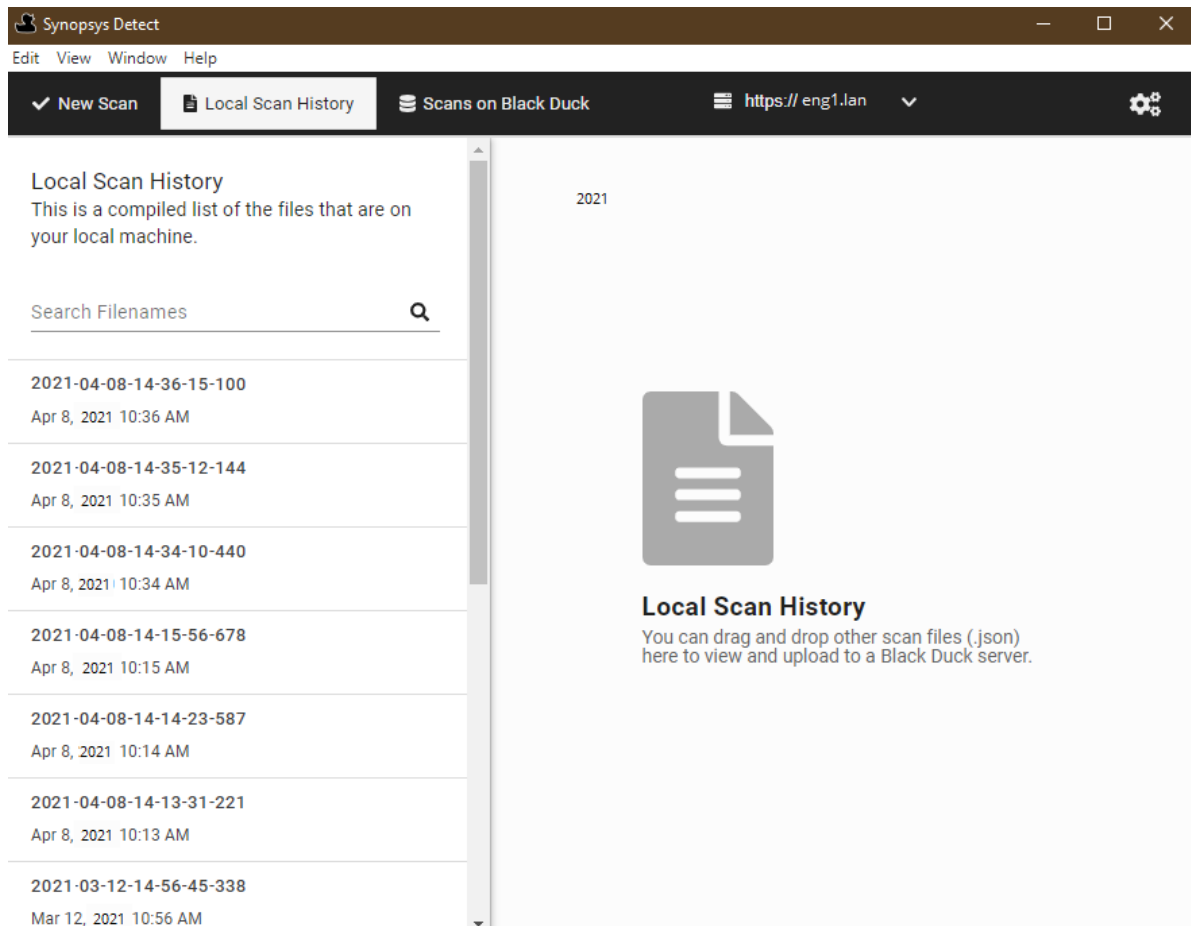 Synopsys Detect
Edit View Window Help
New Scan Local Scan History Scans on Black Duck https:// eng1.lan
Local Scan History
This is a compiled list of the files that are on
your local machine.
Search Filenames
2021-04-08-14-36-15-100
Apr 8, 2021 10:36 AM
2021-04-08-14-35-12-144
Apr 8, 2021 10:35 AM
2021-04-08-14-34-10-440
Apr 8, 2021 10:34 AM
2021-04-08-14-15-56-678
Apr 8, 2021 10:15 AM
2021-04-08-14-14-23-587
Apr 8, 2021 10:14 AM
2021-04-08-14-13-31-221
Apr 8, 2021 10:13 AM
2021-03-12-14-56-45-338
Mar 12, 2021 10:56 AM
2021
Local Scan History
You can drag and drop other scan files (.json)
here to view and upload to a Black Duck server.